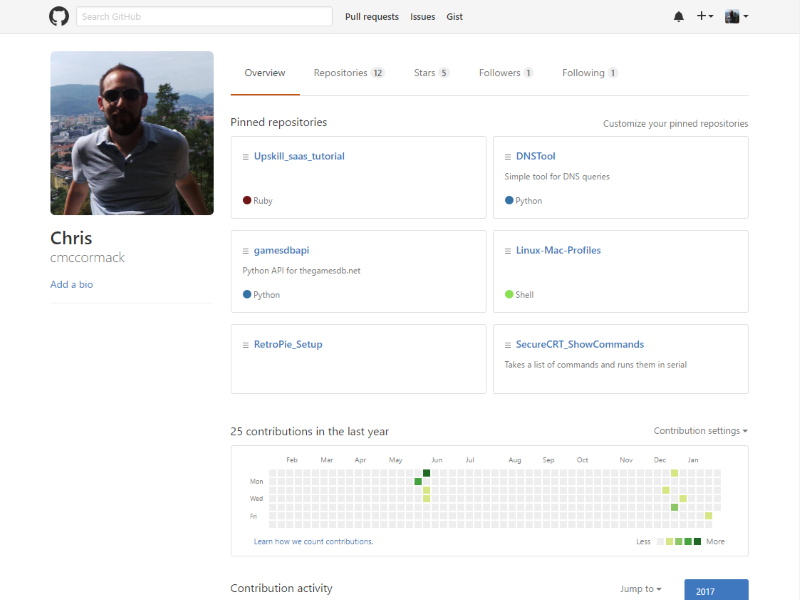 Search GitHub
Pull requests Issues Gist
Overview Repositories 12 Stars 5 Followers 1 Following 1
Chris
cmccormack
Add a bio
Pinned repositories
Customize your pinned repositories
Upskill_saas_tutorial
Ruby
DNSTool
Simple tool for DNS queries
Python
gamesdbapi
Python API for thegamesdb.net
Python
Linux-Mac-Profiles
Shell
RetroPie_Setup
SecureCRT_ShowCommands
Takes a list of commands and runs them in serial
25 contributions in the last year
Contribution settings
Feb Mar Apr May Jun Jul Aug Sep Oct Nov Dec Jan
Mon
Wed
Fri
Learn how we count contributions.
Less More
Contribution activity
Jump to
2017